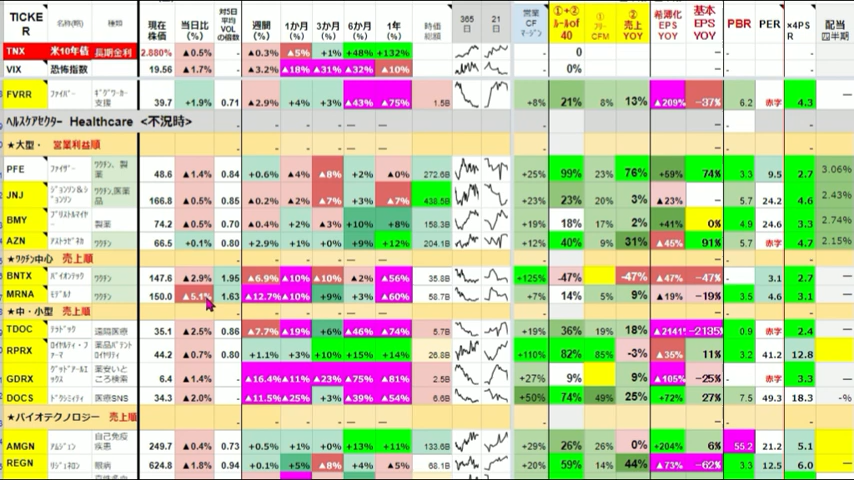 TICKER 名称(略) 種類 現在株価 当日比(%) 対5日平均VOLの倍数 週間 1か月(%) 3か月(%) 6か月(%) 1年(%) 時価総額 365日 21日 営業CFマージン ①+②ルールof40 ①フリーCFM ②売上YOY 希薄化EPS YOY 基本EPS YOY PBR PER ×4PSR 配当四半期
TNX 米10年債 長期金利 2.880% ▲0.5% - ▲0.3% ▲5% +1% +48% +132% 0 -
VIX 恐怖指数 19.56 ▲1.7% - ▲3.2% ▲18% ▲31% ▲32% ▲10% 0% -
FVRR ファイバー ギグワーカー支援 39.7 +1.9% 0.71 ▲2.9% +4% +3% ▲43% ▲75% 1.5B +8% 21% 8% 13% ▲209% -37% 6.2 赤字 4.3 —
ヘルスケアセクター Healthcare <不況時>
★大型・ 営業利益順
PFE ファイザー ワクチン、製薬 48.6 ▲1.4% 0.84 +0.6% ▲4% ▲8% +2% ▲0% 272.6B +25% 99% 23% 76% +59% 74% 3.3 9.5 2.7 3.06%
JNJ ジョンソン&ジョンソン ワクチン,医薬品 166.8 ▲0.5% 0.85 ▲0.2% ▲2% ▲7% +3% ▲7% 438.5B +23% 23% 20% 3% ▲23% — 5.7 24.2 4.6 2.43%
BMY ブリストルマイヤ 製薬 74.2 ▲0.5% 0.70 ▲0.4% +2% ▲3% +10% +8% 158.3B +19% 18% 17% 2% +41% 0% 4.9 24.6 3.3 2.74%
AZN アストラゼネカ ワクチン 66.5 +0.1% 0.80 ▲2.9% +1% +0% +9% +12% 204.1B +12% 40% 9% 31% ▲45% 91% 5.7 赤字 4.7 2.15%
★ワクチン中心 売上順
BNTX バイオンテック ワクチン 147.6 ▲2.9% 1.95 ▲6.9% ▲10% ▲10% ▲2% ▲56% 35.8B +125% -47% -47% ▲47% -47% - 3.1 2.7 —
MRNA モデルナ ワクチン 150.0 ▲5.1% 1.63 ▲12.7% ▲10% +9% +3% ▲60% 58.7B +7% 14% 5% 9% ▲19% -19% 3.5 4.6 3.1 —
★中・小型 売上順
TDOC テラドック 遠隔医療 35.1 ▲2.5% 0.86 ▲7.7% ▲19% +6% ▲46% ▲74% 5.7B +19% 36% 19% 18% ▲2141% -2135% 0.9 赤字 2.4 —
RPRX ロイヤルティ・ファーマ 薬品パテントロイヤリティ 44.2 ▲0.7% 0.80 +1.1% +3% +10% +15% +14% 26.8B +110% 82% 85% -3% ▲35% 11% 3.2 41.2 12.8
GDRX グッドアールエックス 薬安いところ検索 6.4 ▲1.4% ▲16.4% ▲11% ▲23% ▲75% ▲81% 2.5B +27% 9% 9% ▲105% -25% - 赤字 3.3 —
DOCS ドクシミティ 医療SNS 34.3 ▲2.0% ▲11.5% ▲25% +3% ▲39% ▲54% 6.6B +50% 74% 49% 25% +72% 27% 7.5 49.3 18.3 -%
★バイオテクノロジー 売上順
AMGN アムジェン 自己免疫疾患 249.7 ▲0.4% 0.73 +0.5% +1% +0% +13% +11% 133.6B +29% 26% 26% 0% +204% 6% 55.2 21.2 5.1
REGN リジェネロン 眼病 624.8 ▲1.8% 0.94 +0.1% +5% ▲8% +4% ▲5% 68.1B +20% 59% 14% 44% ▲73% -62% 3.3 12.5 6.0 —